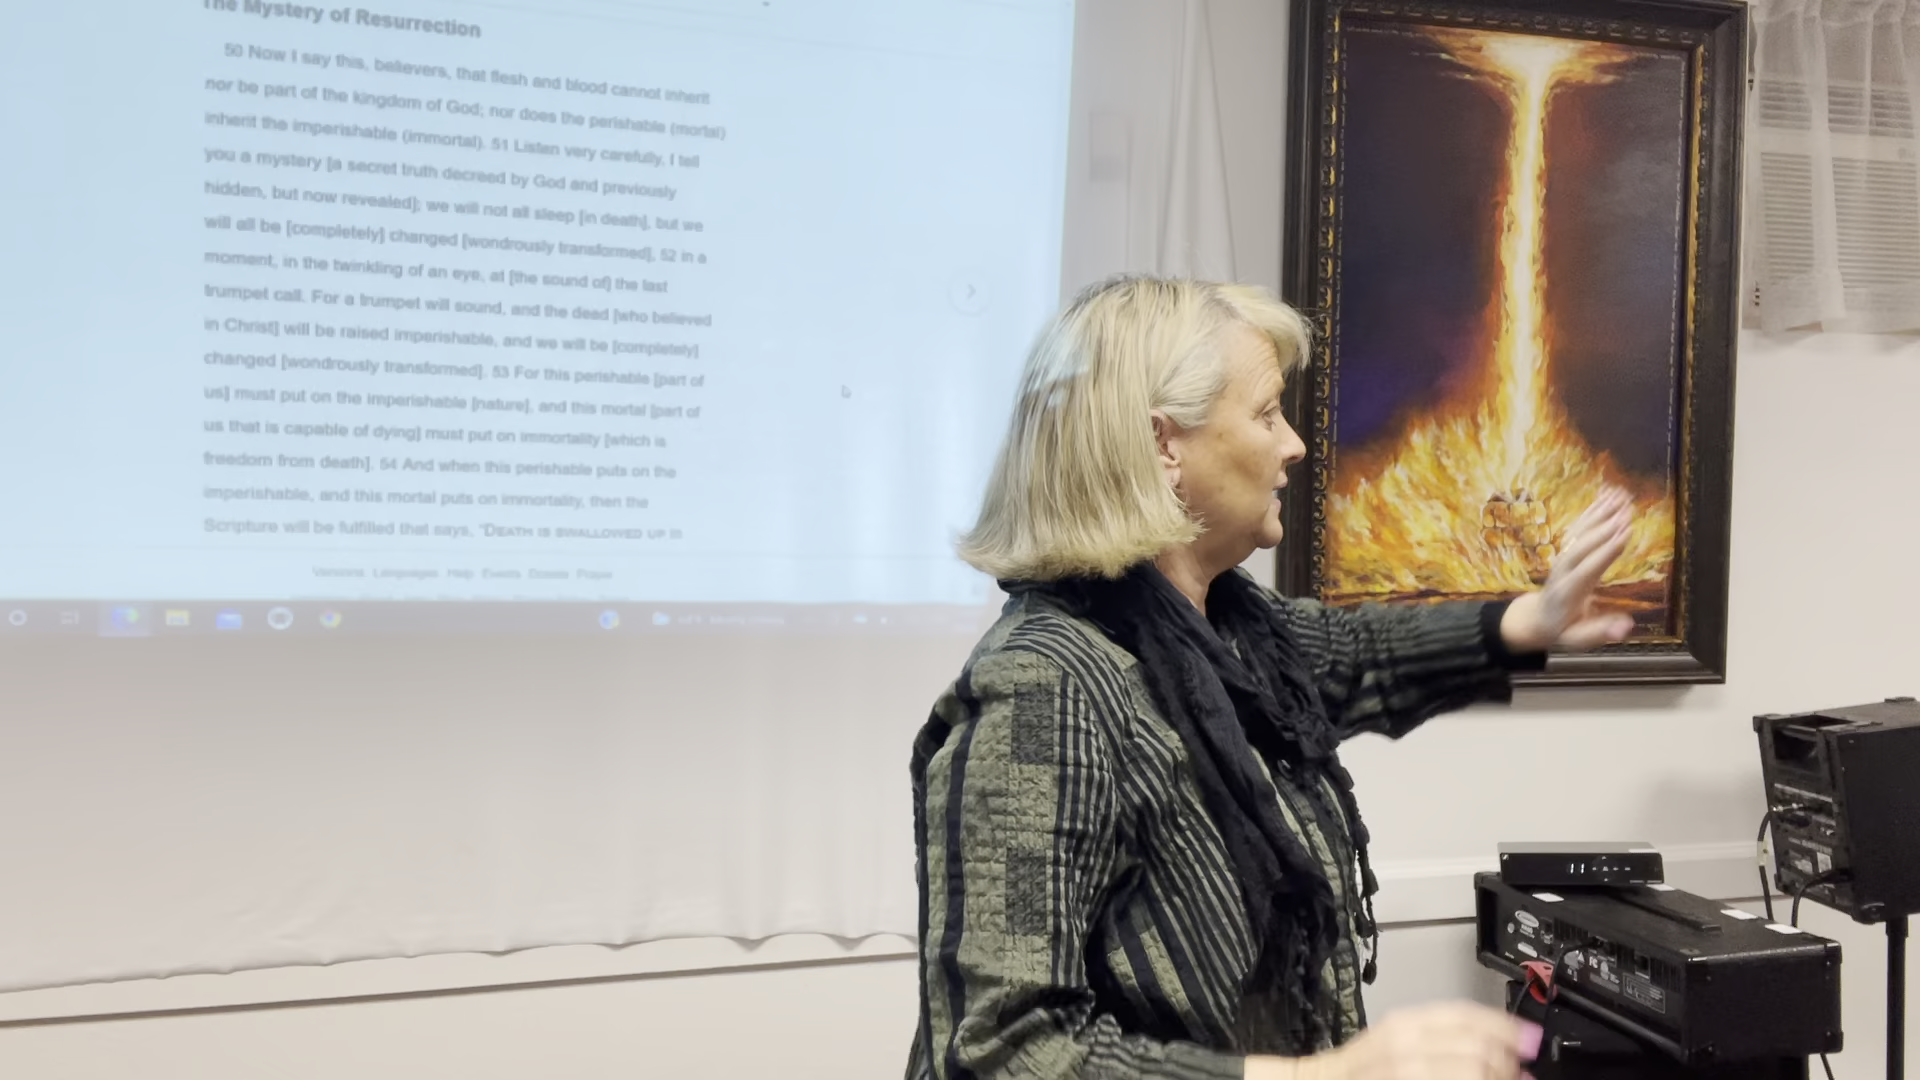 The Mystery of Resurrection
50 Now I say this, believers, that flesh and blood cannot inherit
nor be part of the kingdom of God; nor does the perishable (mortal)
inherit the imperishable (immortal). 51 Listen very carefully, I tell
you a mystery [a secret truth decreed by God and previously
hidden, but now revealed]; we will not all sleep [in death], but we
will all be [completely] changed [wondrously transformed], 52 in a
moment, in the twinkling of an eye, at [the sound of] the last
trumpet call. For a trumpet will sound, and the dead [who believed
in Christ] will be raised imperishable, and we will be [completely]
changed [wondrously transformed]. 53 For this perishable [part of
us] must put on the imperishable [nature], and this mortal [part of
us that is capable of dying] must put on immortality [which is
freedom from death]. 54 And when this perishable puts on the
imperishable, and this mortal puts on immortality, then the
Scripture will be fulfilled that says, “DEATH IS SWALLOWED UP in
Versions Languages Help Events Donate Prayer